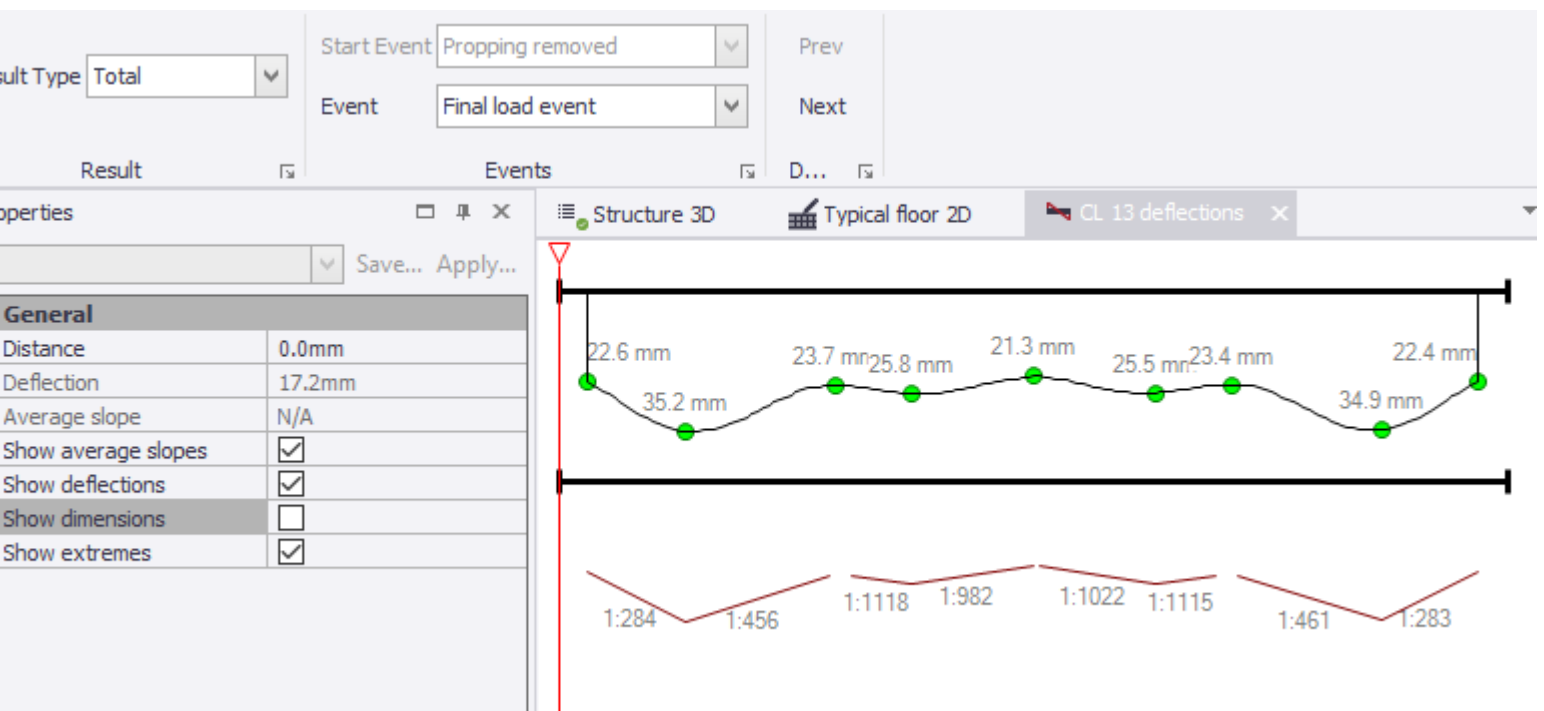 Start Event Propping removed Prev
sult Type Total
Event Final load event Next
Result Events D...
operties
Structure 3D Typical floor 2D CL 13 deflections
Save... Apply...
General
Distance 0.0mm
Deflection 17.2mm
Average slope N/A
Show average slopes
Show deflections
Show dimensions
Show extremes
22.6 mm 23.7 mm 25.8 mm 21.3 mm 25.5 mm 23.4 mm 22.4 mm
35.2 mm 34.9 mm
1:284 1:456 1:1118 1:982 1:1022 1:1115 1:461 1:283